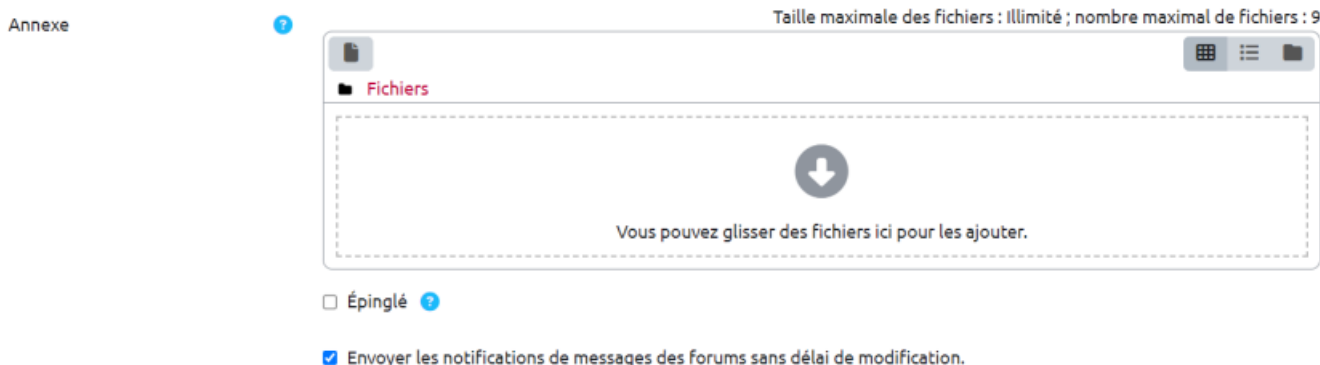 Annexe
Taille maximale des fichiers : Illimité ; nombre maximal de fichiers : 9
Fichiers
Vous pouvez glisser des fichiers ici pour les ajouter.
Épinglé
Envoyer les notifications de messages des forums sans délai de modification.